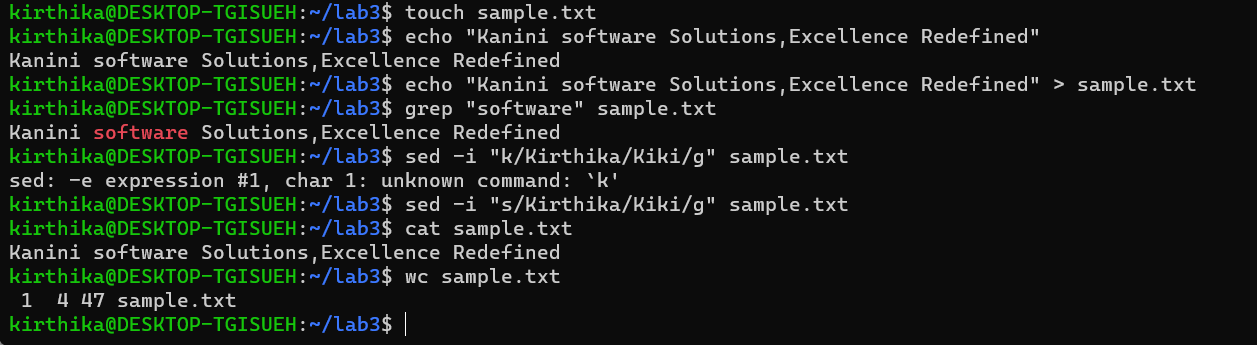 kirthika@DESKTOP-TGISUEH:~/lab3$ touch sample.txt
kirthika@DESKTOP-TGISUEH:~/lab3$ echo "Kanini software Solutions,Excellence Redefined"
Kanini software Solutions,Excellence Redefined
kirthika@DESKTOP-TGISUEH:~/lab3$ echo "Kanini software Solutions,Excellence Redefined" > sample.txt
kirthika@DESKTOP-TGISUEH:~/lab3$ grep "software" sample.txt
Kanini software Solutions,Excellence Redefined
kirthika@DESKTOP-TGISUEH:~/lab3$ sed -i "k/Kirthika/Kiki/g" sample.txt
sed: -e expression #1, char 1: unknown command: `k'
kirthika@DESKTOP-TGISUEH:~/lab3$ sed -i "s/Kirthika/Kiki/g" sample.txt
kirthika@DESKTOP-TGISUEH:~/lab3$ cat sample.txt
Kanini software Solutions,Excellence Redefined
kirthika@DESKTOP-TGISUEH:~/lab3$ wc sample.txt
 1  4 47 sample.txt
kirthika@DESKTOP-TGISUEH:~/lab3$